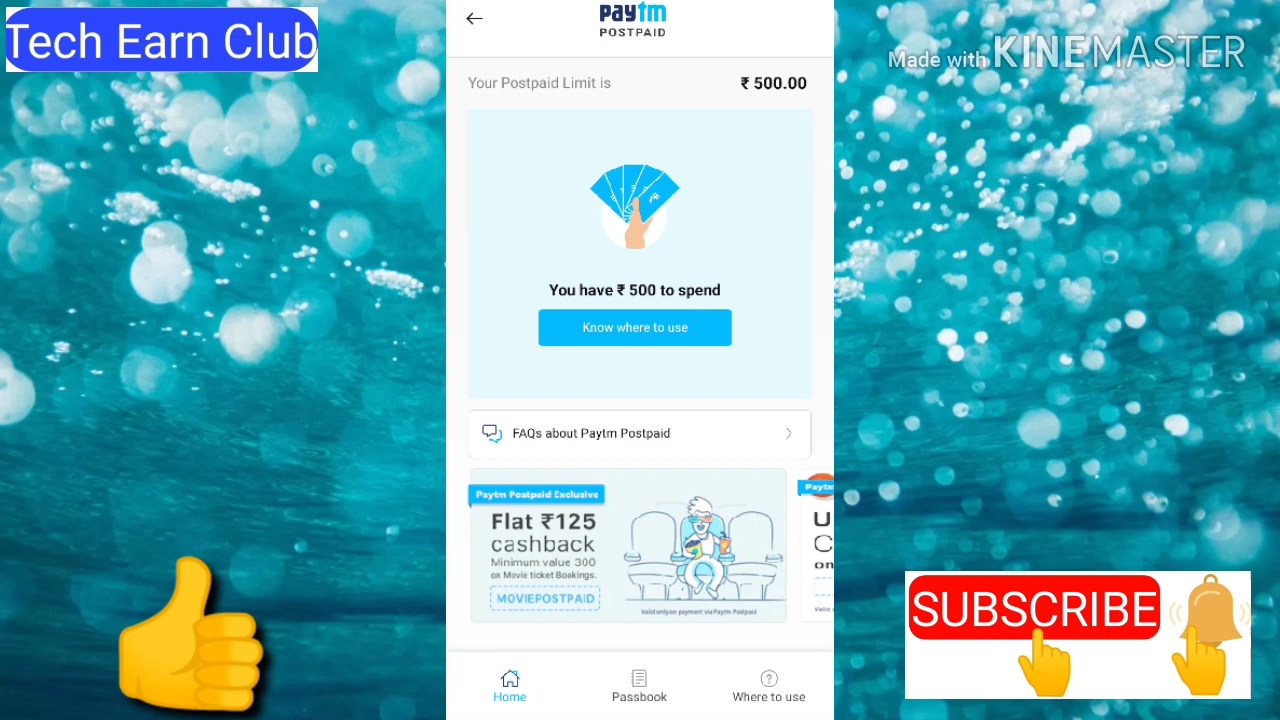 Tech Earn Club
Made with KINEMASTER
paytm
POSTPAID
Your Postpaid Limit is ₹ 500.00
You have ₹ 500 to spend
Know where to use
FAQs about Paytm Postpaid
Paytm Postpaid Exclusive
Flat ₹125
cashback
Minimum value 300
on Movie ticket Bookings.
MOVIEPOSTPAID
Valid only on payment via Paytm Postpaid
Paytm
U
C
on
SUBSCRIBE
Home
Passbook
Where to use